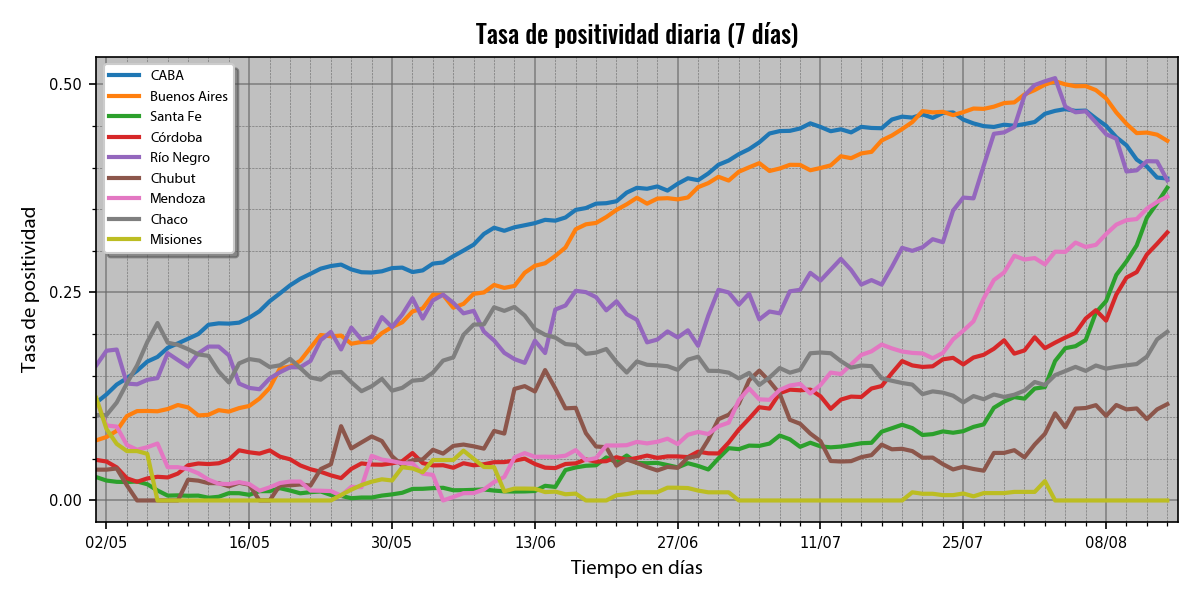 Tasa de positividad diaria (7 días)
0.50
0.25
0.00
Tasa de positividad
CABA
Buenos Aires
Santa Fe
Córdoba
Río Negro
Chubut
Mendoza
Chaco
Misiones
02/05 16/05 30/05 13/06 27/06 11/07 25/07 08/08
Tiempo en días